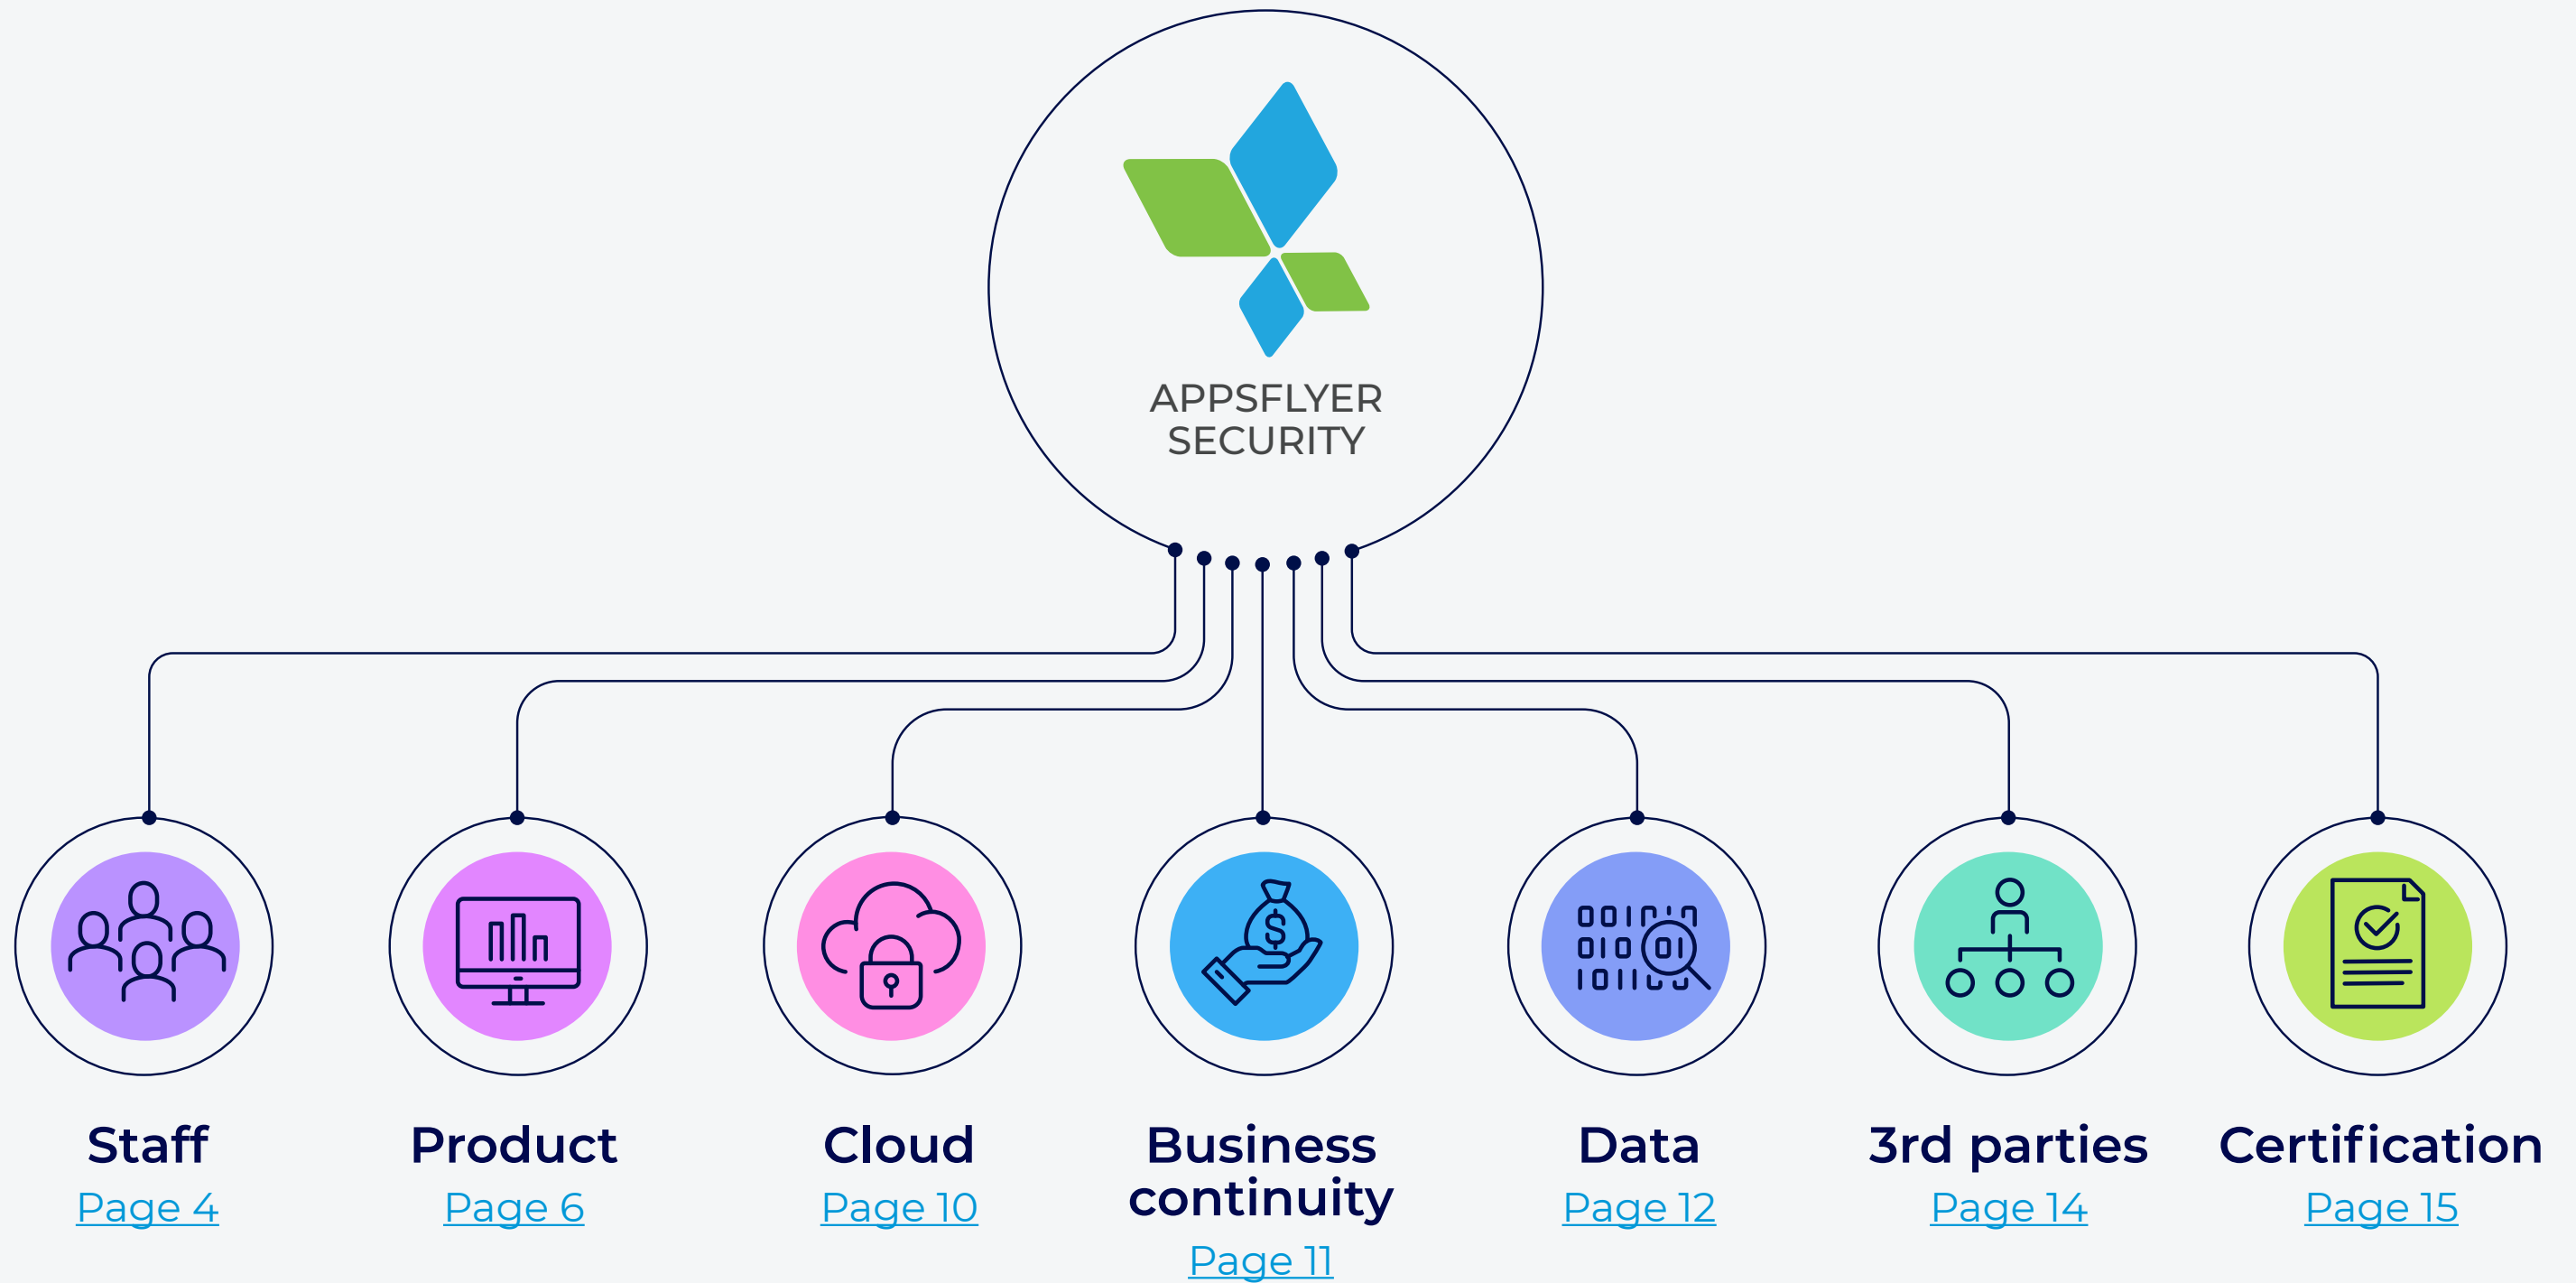 APPSFLYER
SECURITY
Staff
Page 4
Product
Page 6
Cloud
Page 10
Business
continuity
Page 11
Data
Page 12
3rd parties
Page 14
Certification
Page 15